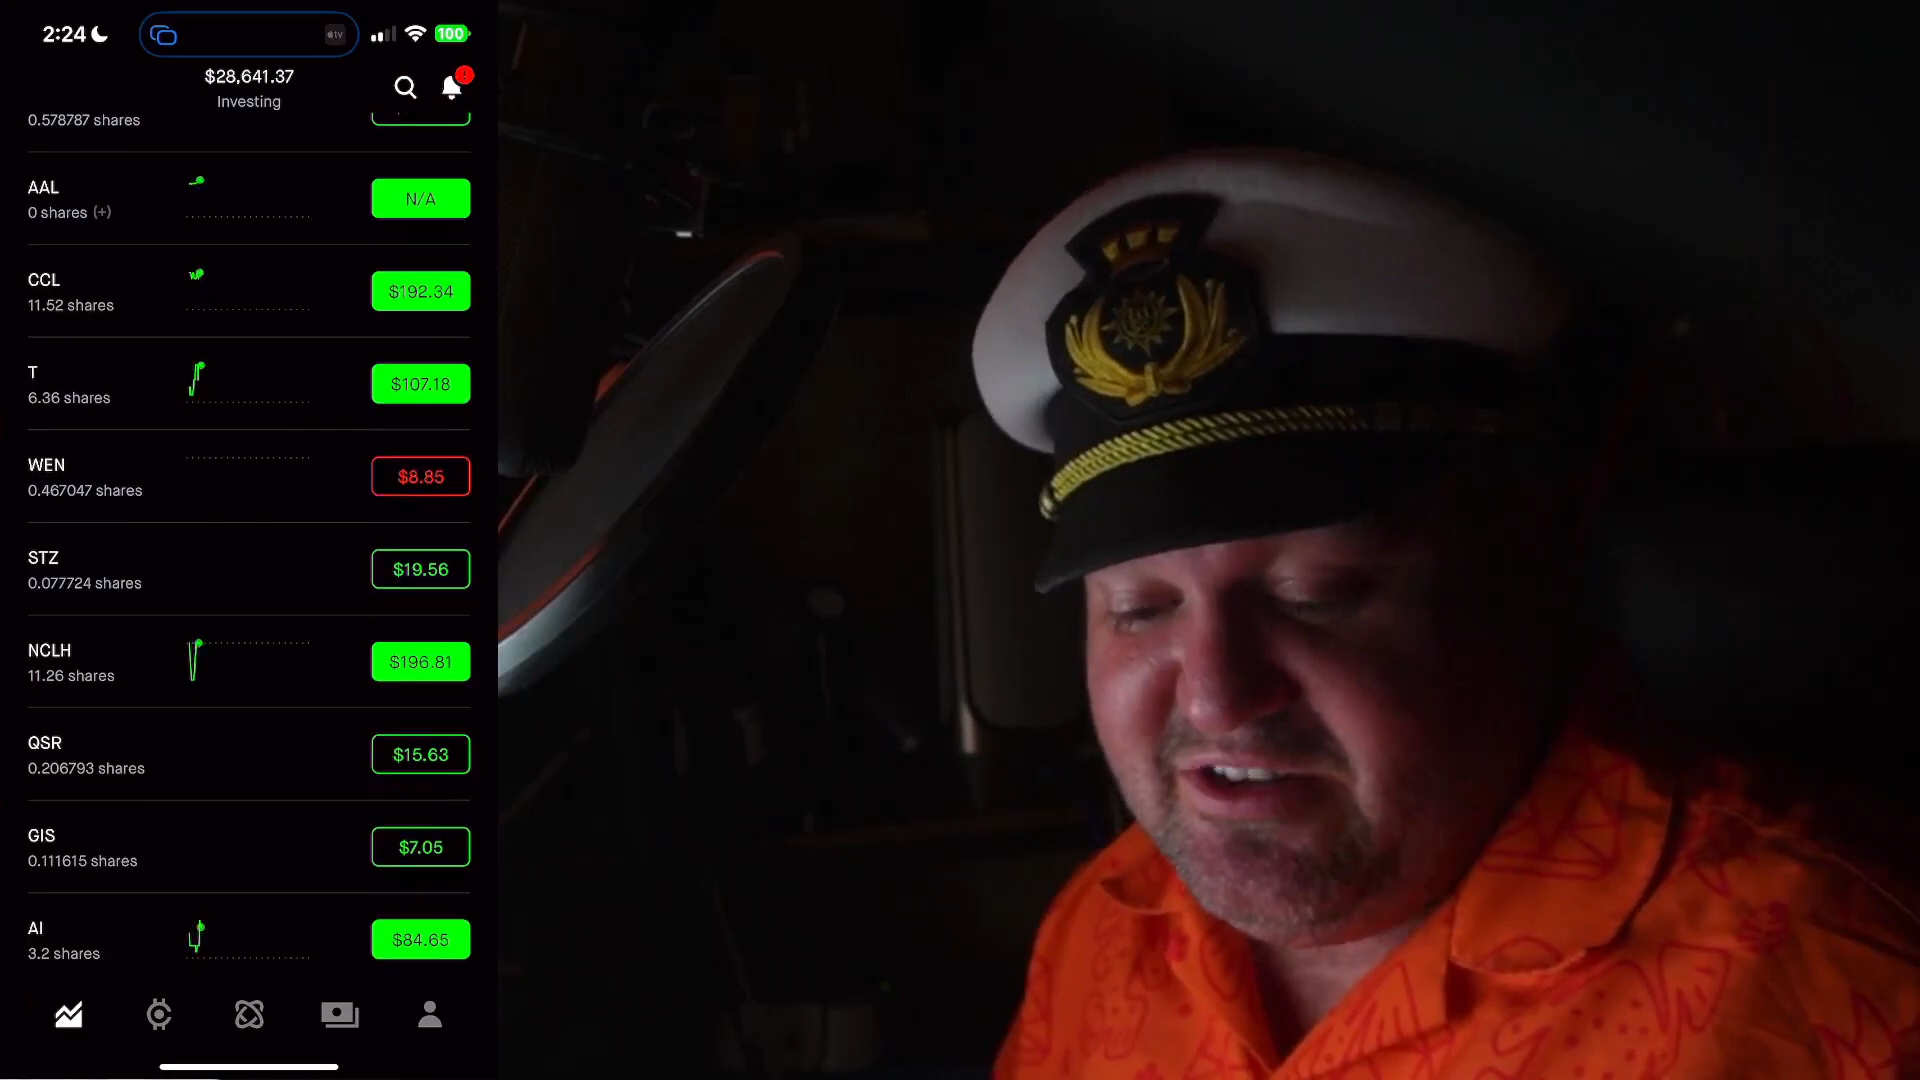 2:24
tv
100
$28,641.37
Investing
0.578787 shares
AAL
0 shares (+)
N/A
CCL
11.52 shares
$192.34
T
6.36 shares
$107.18
WEN
0.467047 shares
$8.85
STZ
0.077724 shares
$19.56
NCLH
11.26 shares
$196.81
QSR
0.206793 shares
$15.63
GIS
0.111615 shares
$7.05
AI
3.2 shares
$84.65